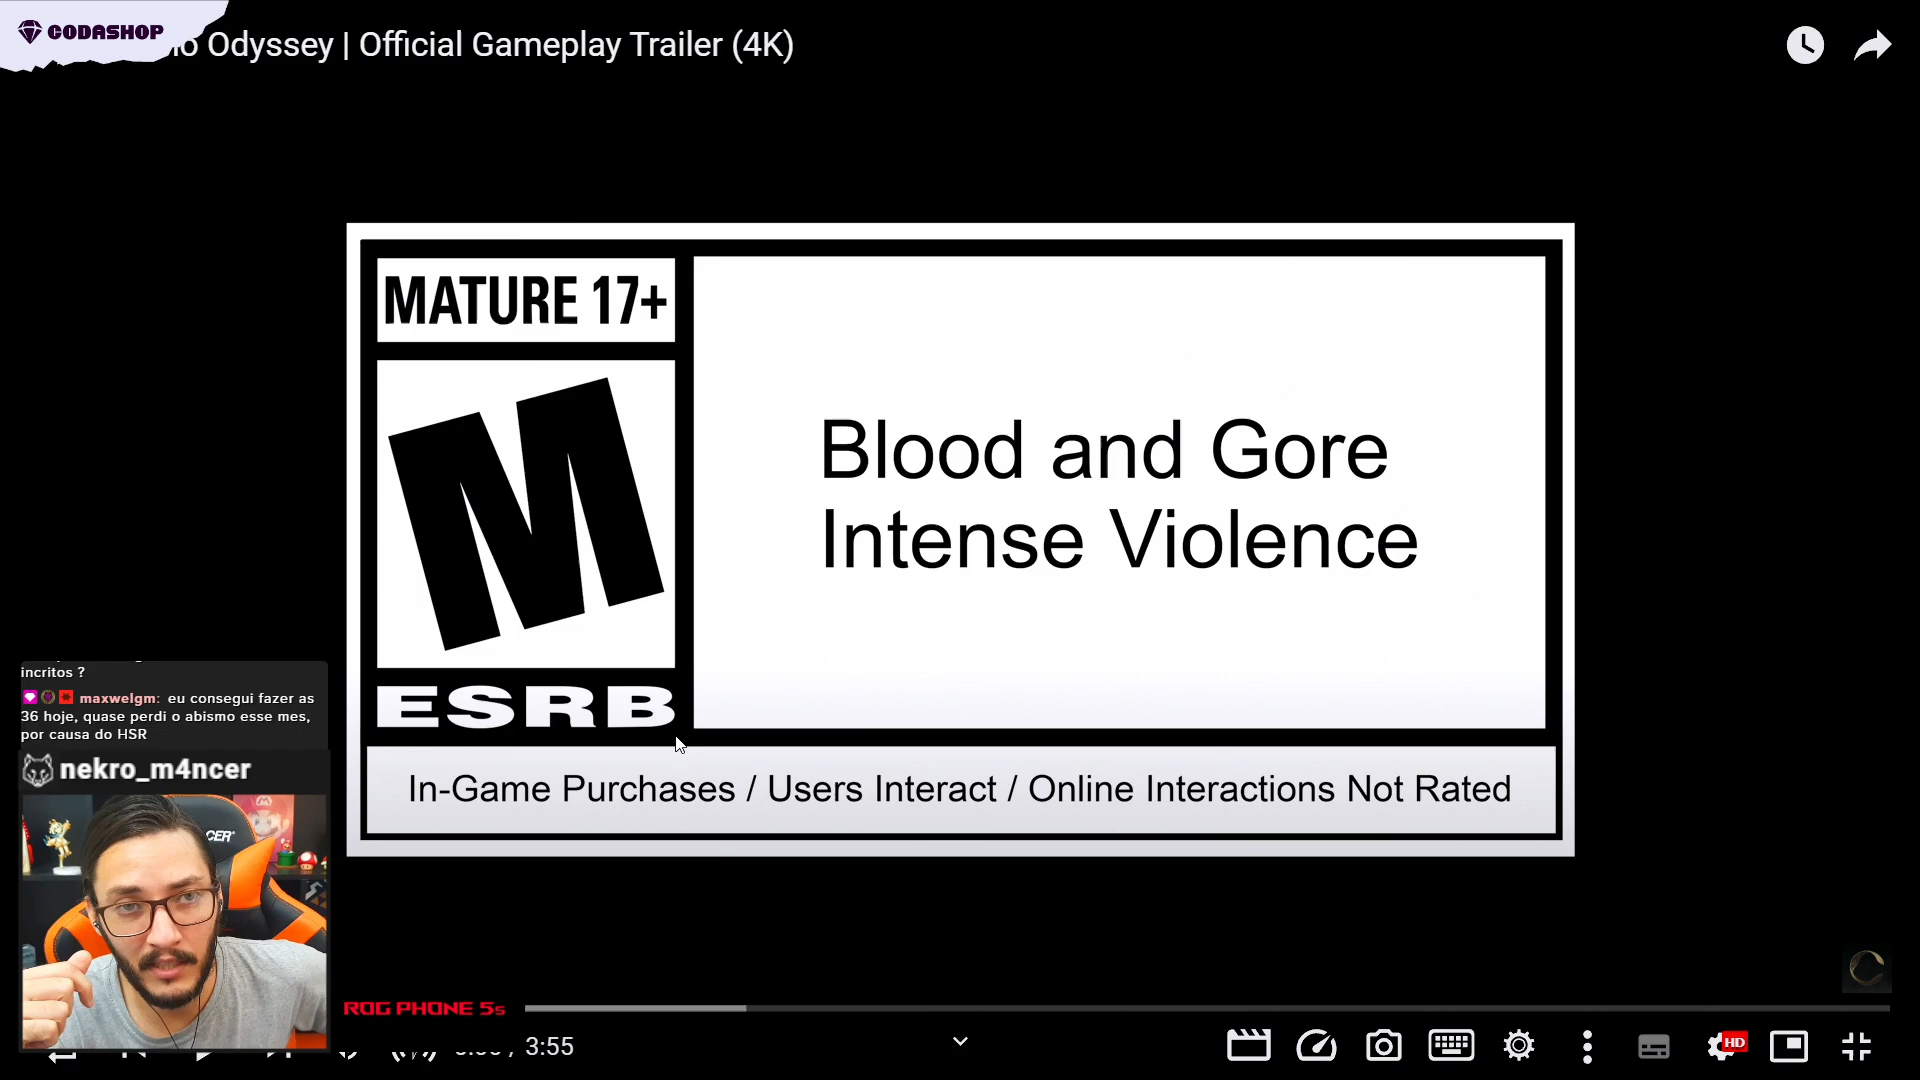 CODASHOP
Odyssey | Official Gameplay Trailer (4K)
MATURE 17+
M
ESRB
Blood and Gore
Intense Violence
In-Game Purchases / Users Interact / Online Interactions Not Rated
incritos ?
maxwelgm: eu consegui fazer as
36 hoje, quase perdi o abismo esse mes,
por causa do HSR
nekro_m4ncer
CER
ROG PHONE 5s
/ 3:55
HD